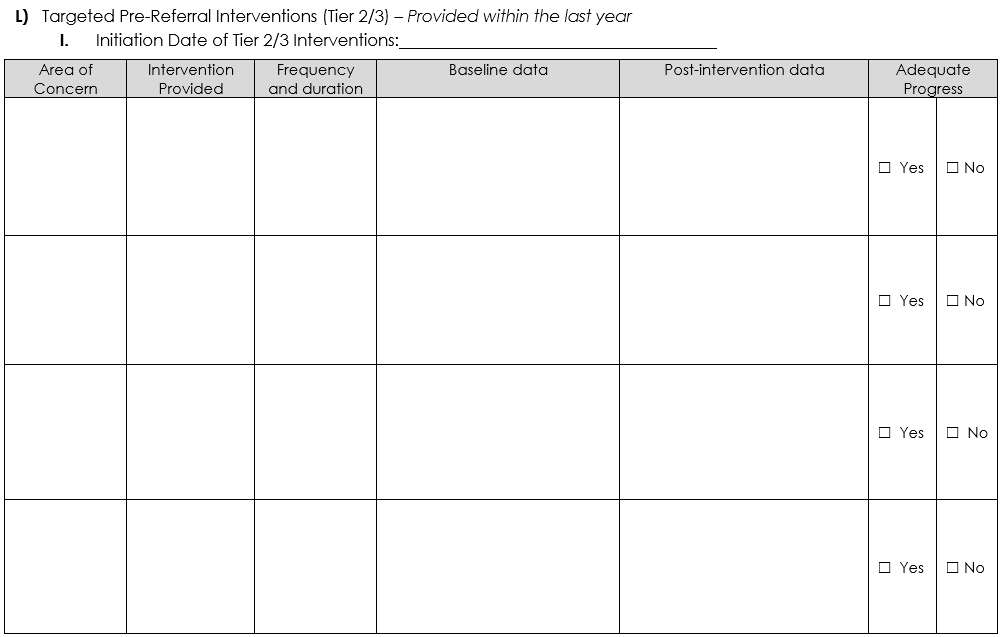 L) Targeted Pre-Referral Interventions (Tier 2/3) – Provided within the last year
I. Initiation Date of Tier 2/3 Interventions:
Area of Concern
Intervention Provided
Frequency and duration
Baseline data
Post-intervention data
Adequate Progress
☐ Yes ☐ No
☐ Yes ☐ No
☐ Yes ☐ No
☐ Yes ☐ No